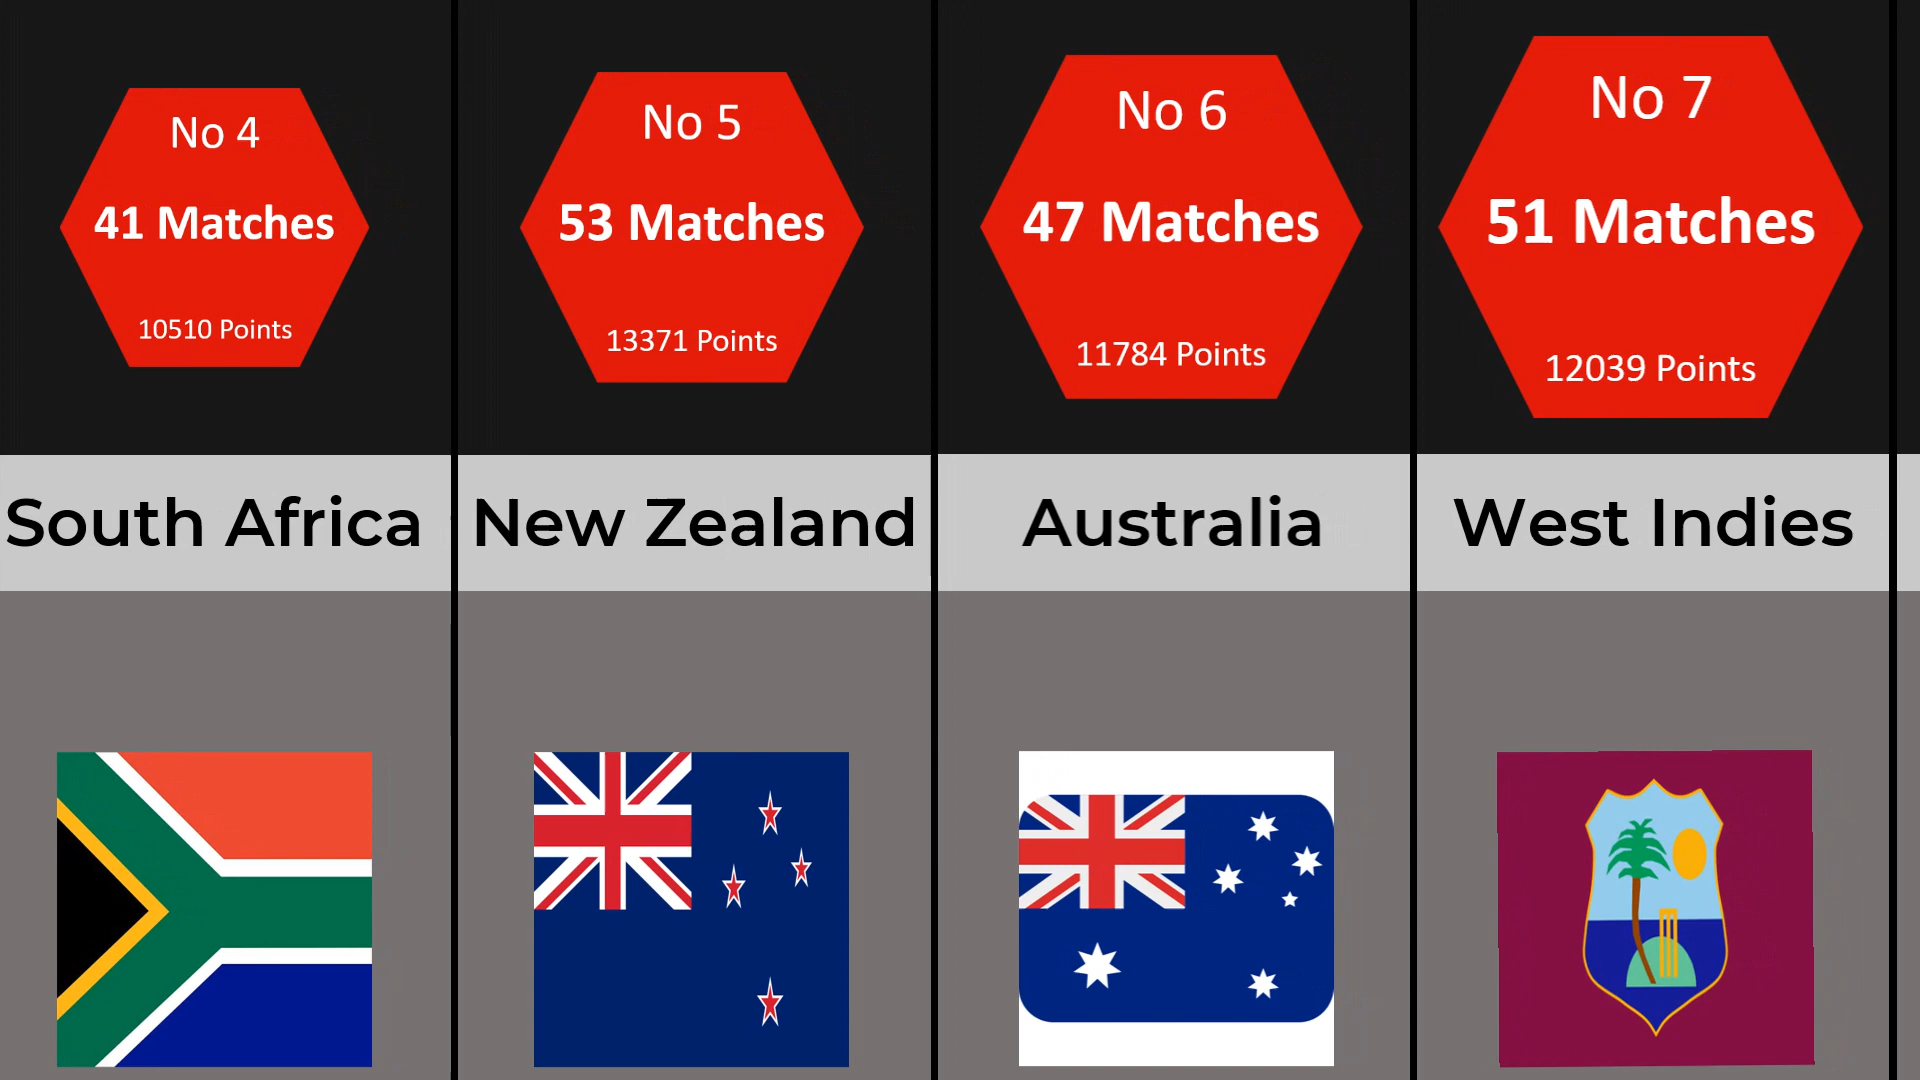 No 4
41 Matches
10510 Points
South Africa
No 5
53 Matches
13371 Points
New Zealand
No 6
47 Matches
11784 Points
Australia
No 7
51 Matches
12039 Points
West Indies